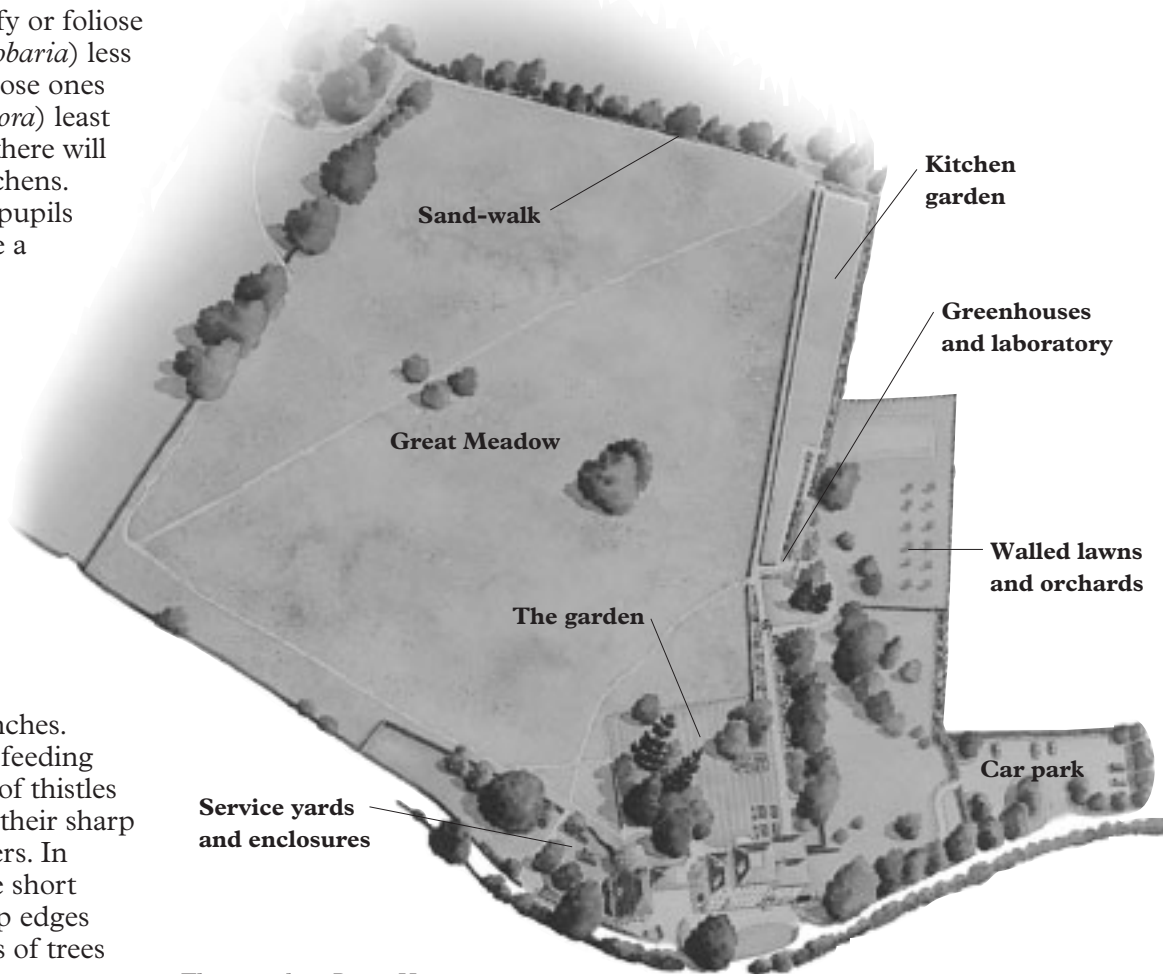 fy or foliose
obaria) less
ose ones
ora) least
here will
chens.
pupils
e a
Sand-walk
Kitchen
garden
Greenhouses
and laboratory
Great Meadow
Walled lawns
and orchards
The garden
Car park
Service yards
and enclosures
nches.
feeding
of thistles
their sharp
ers. In
e short
p edges
s of trees